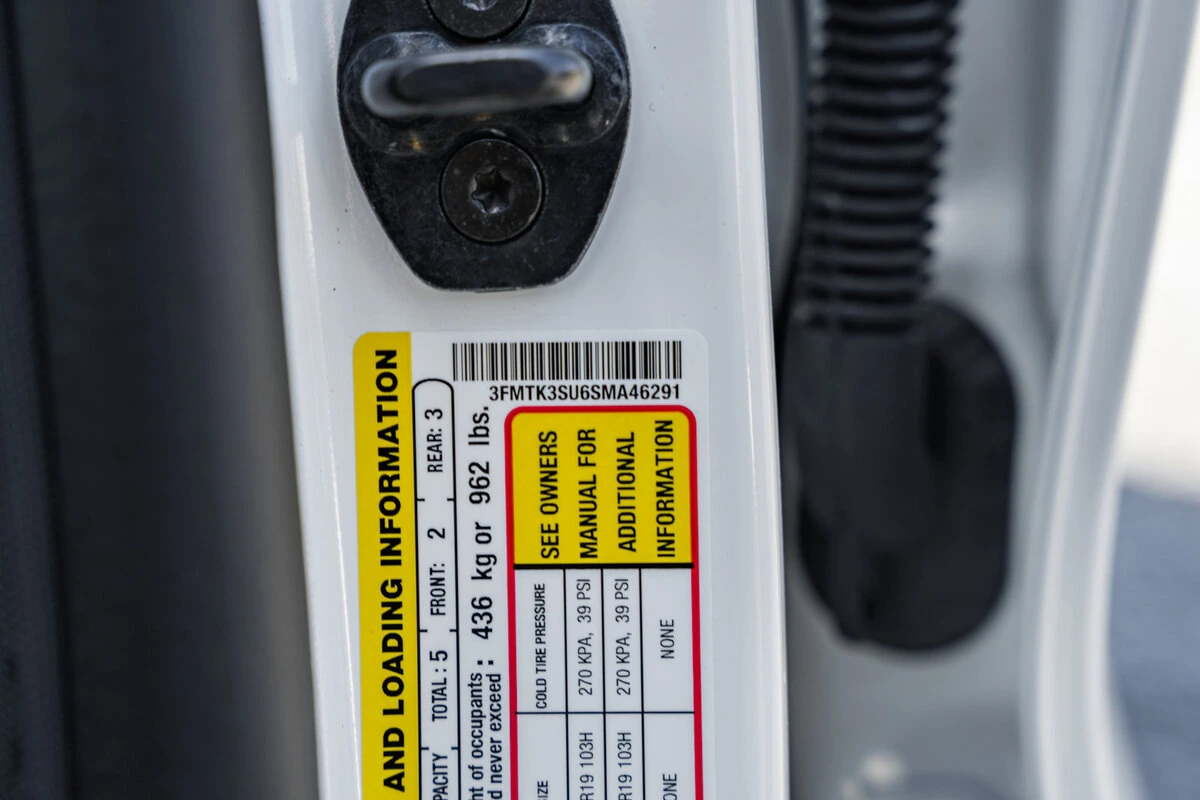 3FMTK3SU6SMA46291
AND LOADING INFORMATION
PACITY TOTAL : 5 FRONT: 2 REAR: 3
ht of occupants :
d never exceed : 436 kg or 962 lbs.
IZE COLD TIRE PRESSURE SEE OWNERS
R19 103H 270 KPA, 39 PSI MANUAL FOR
R19 103H 270 KPA, 39 PSI ADDITIONAL
ONE NONE INFORMATION